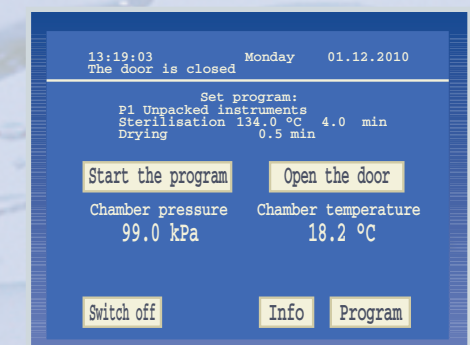 13:19:03 Monday 01.12.2010
The door is closed
Set program:
P1 Unpacked instruments
Sterilisation 134.0 ºC 4.0 min
Drying 0.5 min
Start the program Open the door
Chamber pressure Chamber temperature
99.0 kPa 18.2 ºC
Switch off Info Program